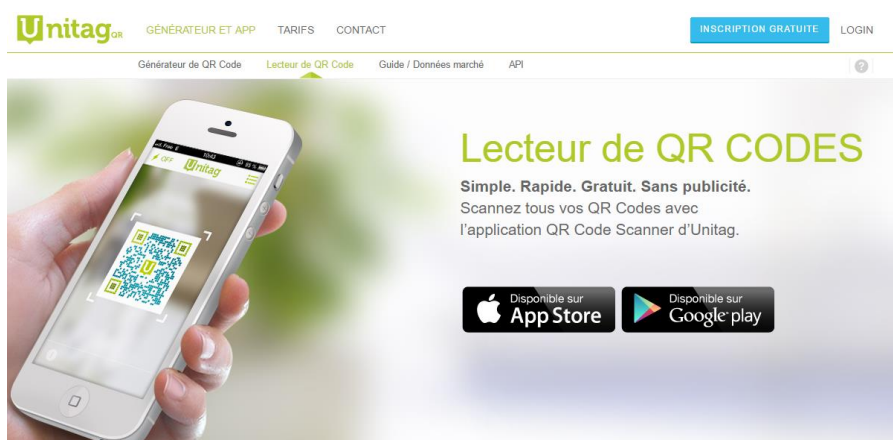 Unitag QR
GÉNÉRATEUR ET APP
TARIFS
CONTACT
INSCRIPTION GRATUITE
LOGIN
Générateur de QR Code
Lecteur de QR Code
Guide / Données marché
API
?
10:42
OFF
Unitag
U
Lecteur de QR CODES
Simple. Rapide. Gratuit. Sans publicité.
Scannez tous vos QR Codes avec
l'application QR Code Scanner d'Unitag.
Disponible sur
App Store
Disponible sur
Google play